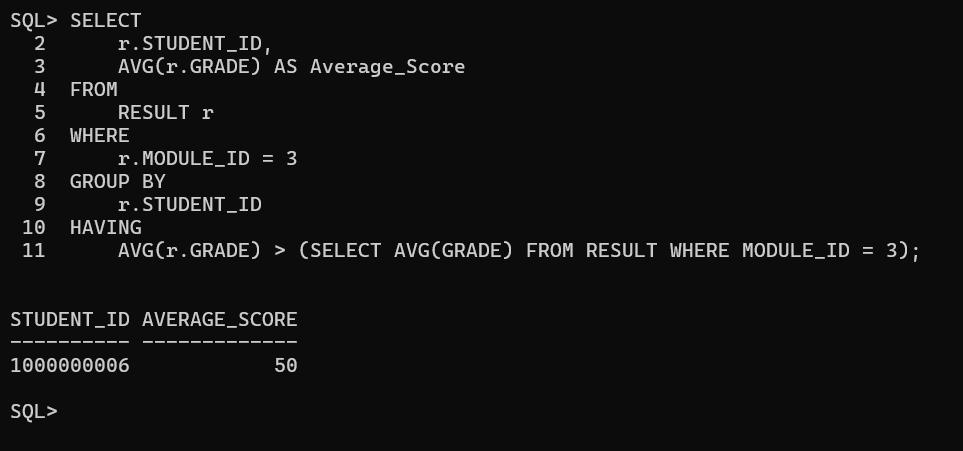 SQL> SELECT
  2      r.STUDENT_ID,
  3      AVG(r.GRADE) AS Average_Score
  4  FROM
  5      RESULT r
  6  WHERE
  7      r.MODULE_ID = 3
  8  GROUP BY
  9      r.STUDENT_ID
 10  HAVING
 11      AVG(r.GRADE) > (SELECT AVG(GRADE) FROM RESULT WHERE MODULE_ID = 3);
STUDENT_ID AVERAGE_SCORE
---------- -------------
1000000006            50
SQL>